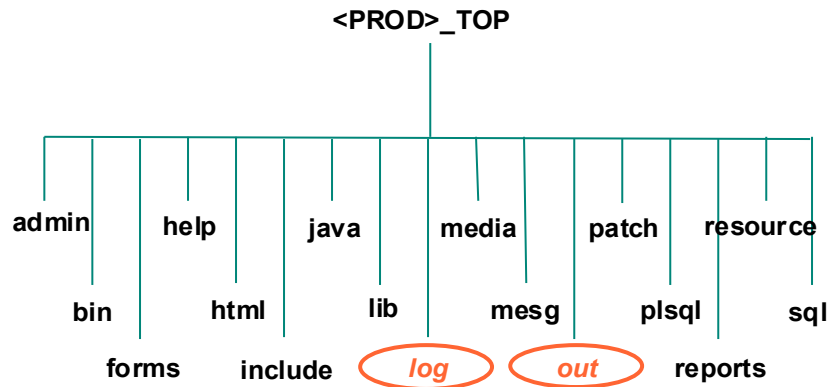 <PROD>_TOP
admin help java media patch resource
bin html lib mesg plsql sql
forms include log out reports